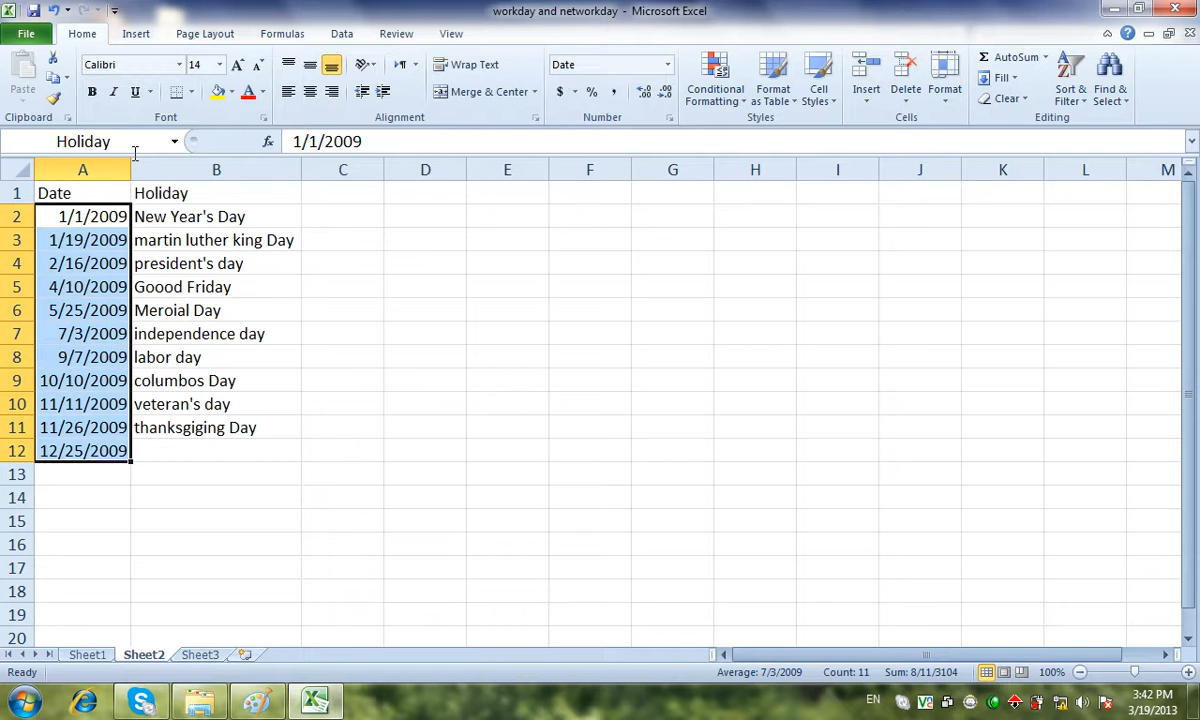 workday and networkday - Microsoft Excel
File Home Insert Page Layout Formulas Data Review View
Paste
Calibri 14
B I U
Wrap Text
Merge & Center
Date
$ % ,
Conditional Formatting
Format as Table
Cell Styles
Insert
Delete
Format
AutoSum
Fill
Clear
Sort & Filter
Find & Select
Clipboard Font Alignment Number Styles Cells Editing
Holiday fx 1/1/2009
A B C D E F G H I J K L M
1 Date Holiday
2 1/1/2009 New Year's Day
3 1/19/2009 martin luther king Day
4 2/16/2009 president's day
5 4/10/2009 Goood Friday
6 5/25/2009 Meroial Day
7 7/3/2009 independence day
8 9/7/2009 labor day
9 10/10/2009 columbos Day
10 11/11/2009 veteran's day
11 11/26/2009 thanksgiging Day
12 12/25/2009
13
14
15
16
17
18
19
20
Sheet1 Sheet2 Sheet3
Ready Average: 7/3/2009 Count: 11 Sum: 8/11/3104 100%
EN 3:42 PM
3/19/2013